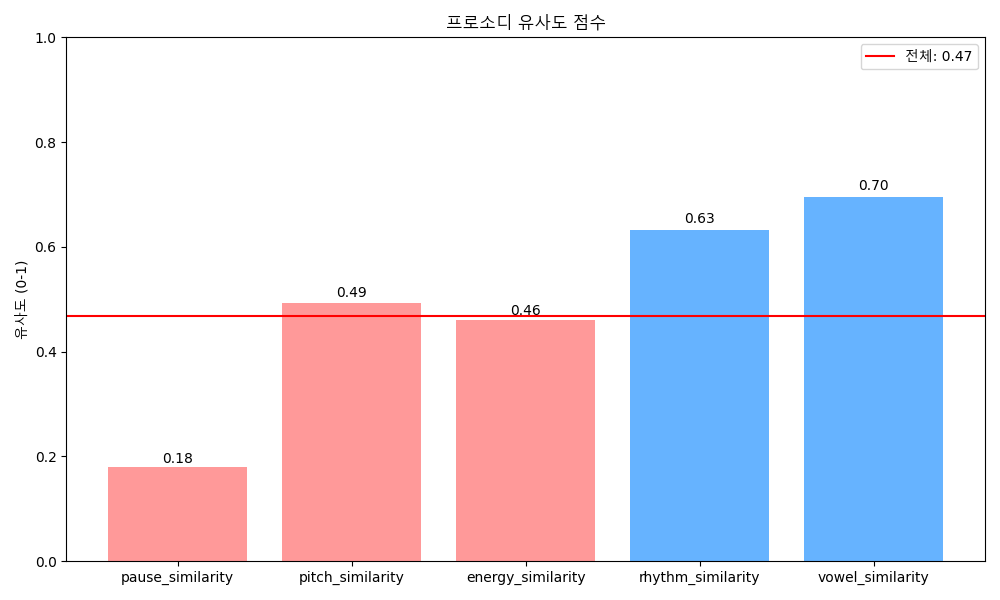 프로소디 유사도 점수
전체: 0.47
유사도 (0-1)
1.0
0.8
0.6
0.4
0.2
0.0
0.18
0.49
0.46
0.63
0.70
pause_similarity
pitch_similarity
energy_similarity
rhythm_similarity
vowel_similarity